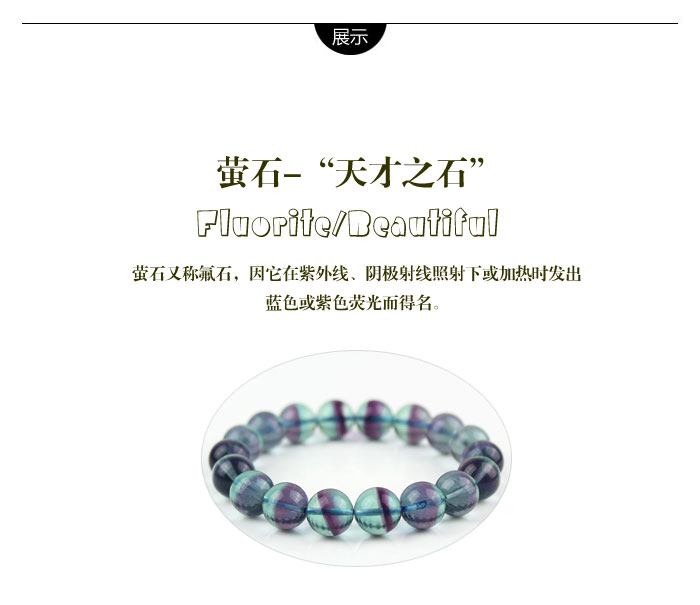 展示
萤石-“天才之石”
Fluorite/Beautiful
萤石又称氟石，因它在紫外线、阴极射线照射下或加热时发出
蓝色或紫色荧光而得名。